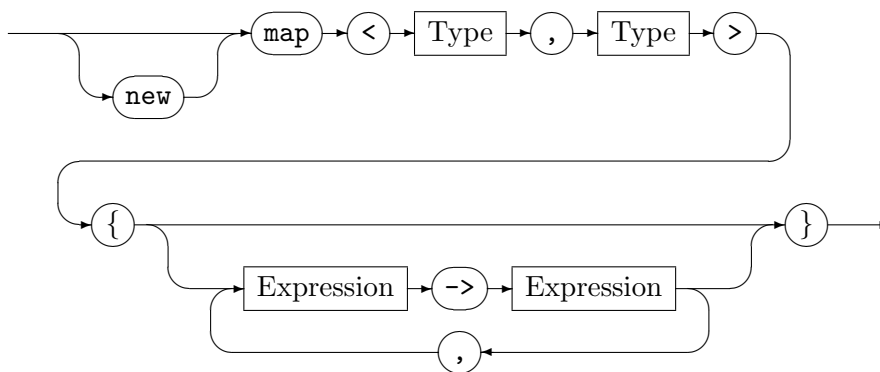 map < Type , Type >
new
{ }
Expression -> Expression
,